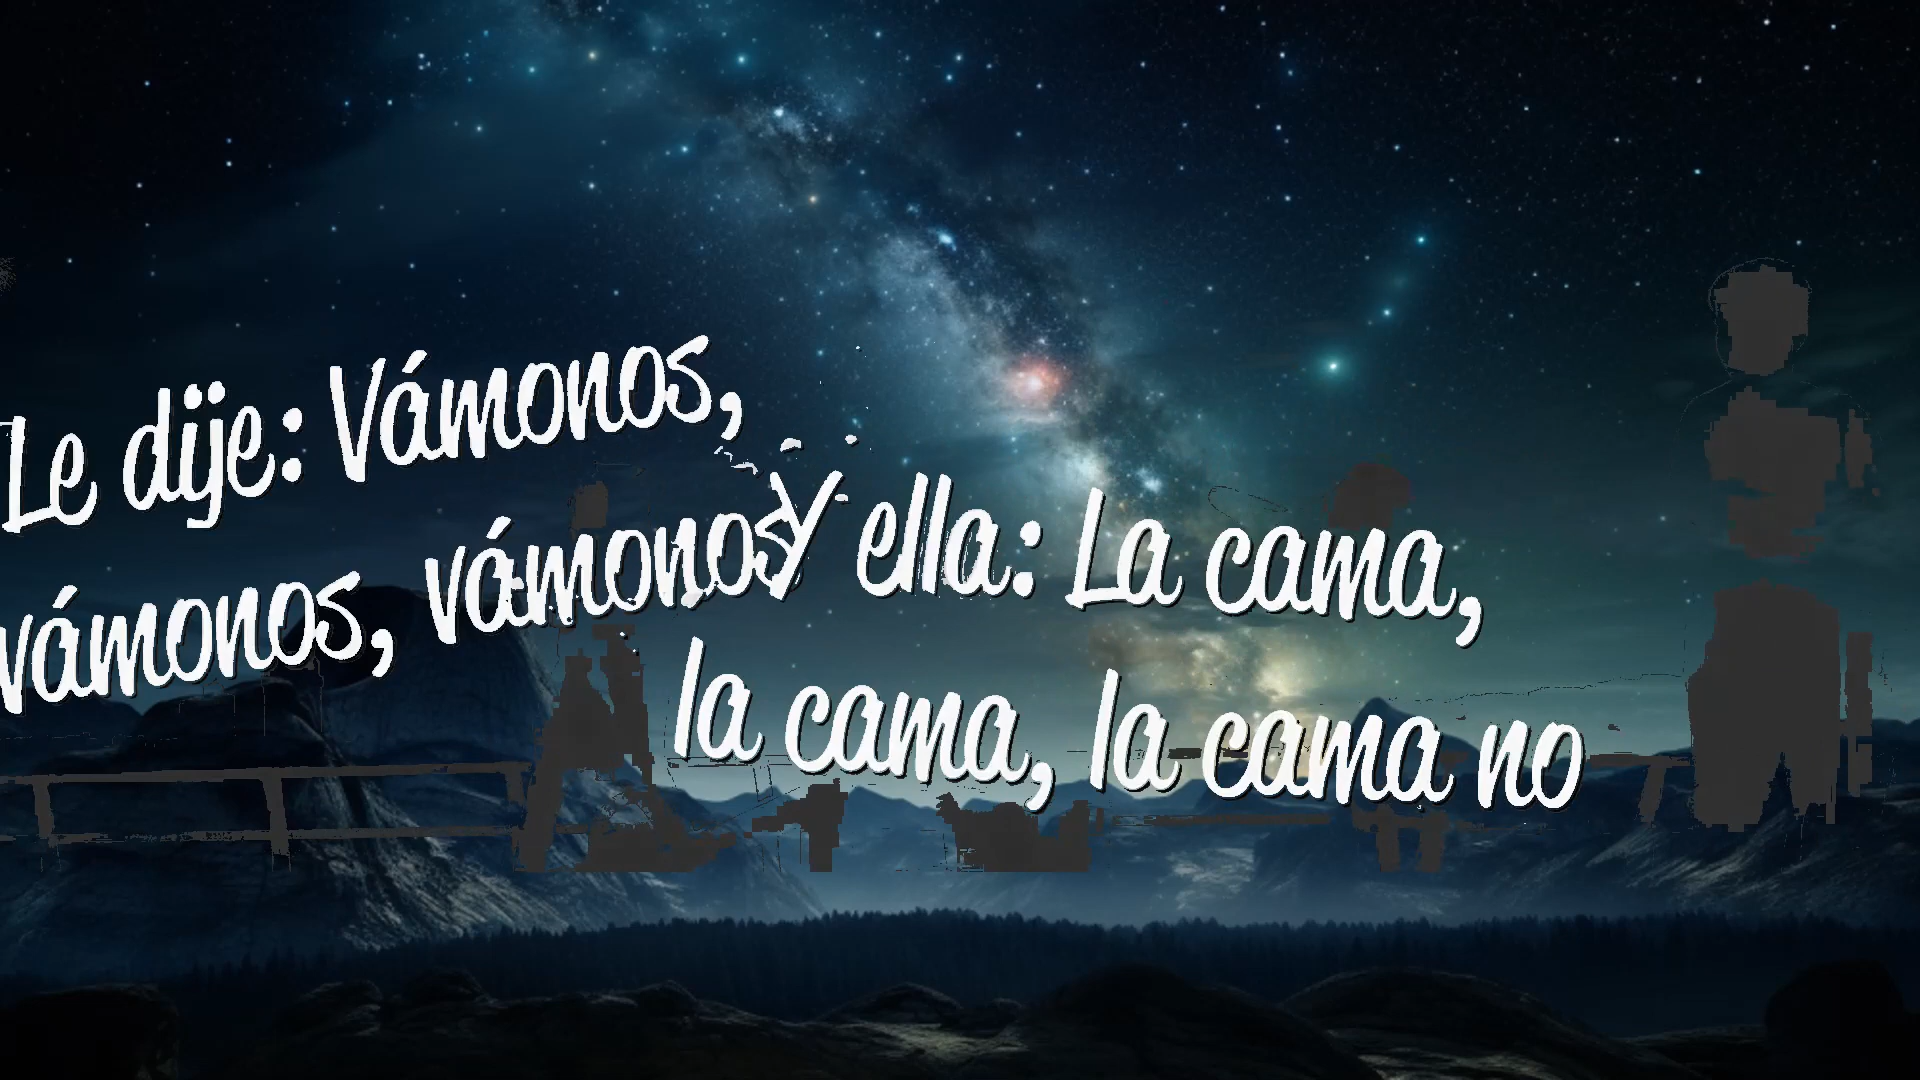 Le dije: Vámonos,
vámonos, vámonos
Y ella: La cama,
la cama, la cama no